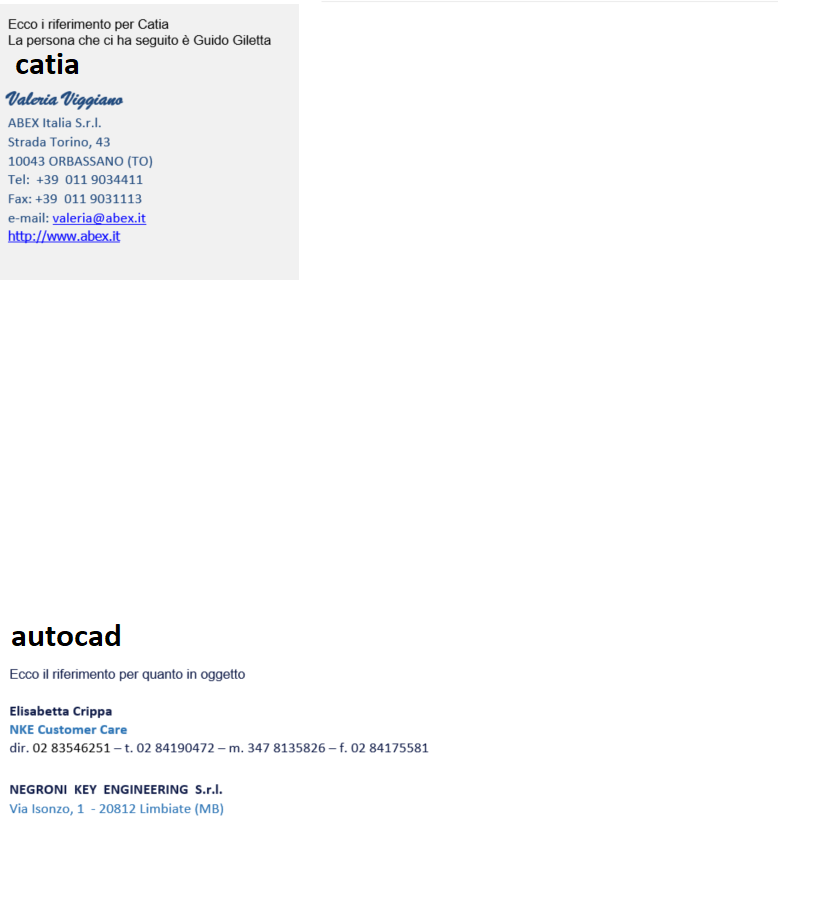 Ecco i riferimento per Catia
La persona che ci ha seguito è Guido Giletta
catia
Valeria Viggiano
ABEX Italia S.r.l.
Strada Torino, 43
10043 ORBASSANO (TO)
Tel: +39 011 9034411
Fax: +39 011 9031113
e-mail: valeria@abex.it
http://www.abex.it
autocad
Ecco il riferimento per quanto in oggetto
Elisabetta Crippa
NKE Customer Care
dir. 02 83546251 – t. 02 84190472 – m. 347 8135826 – f. 02 84175581
NEGRONI KEY ENGINEERING S.r.l.
Via Isonzo, 1 - 20812 Limbiate (MB)